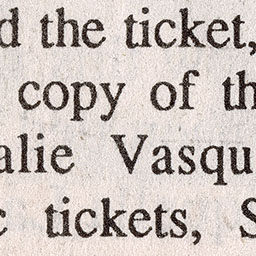 d the ticket,
copy of th
alie Vasqu
c tickets, S